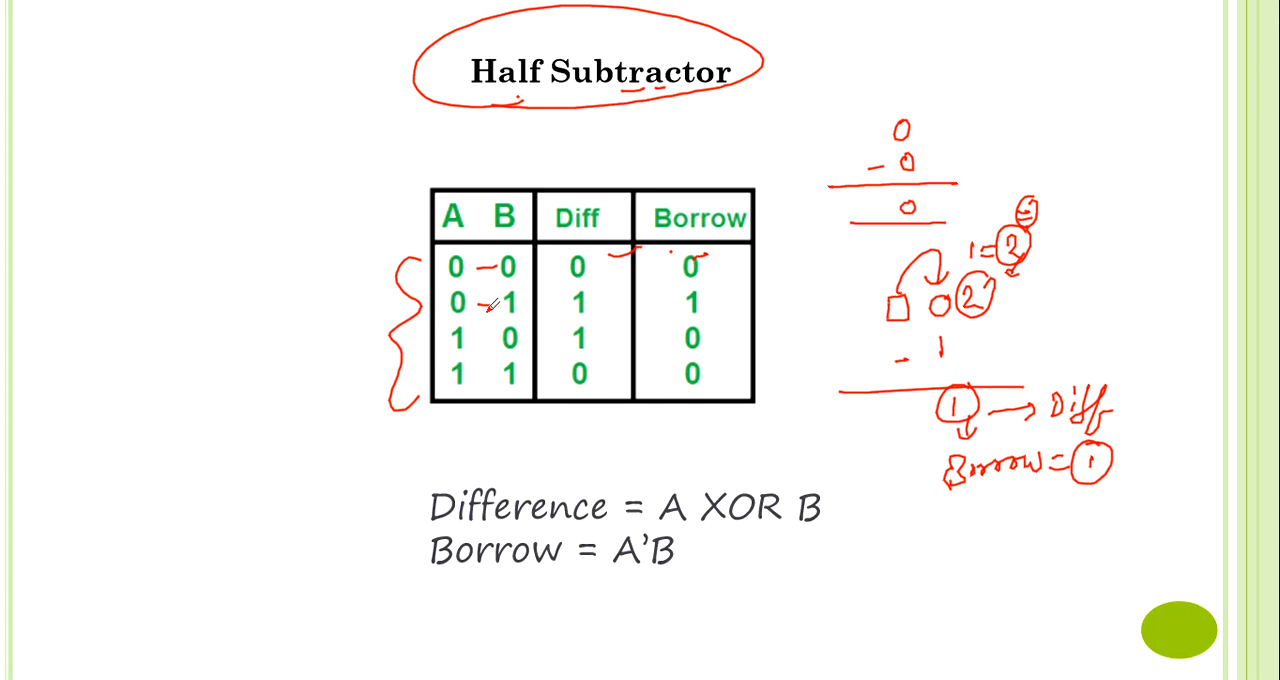 Half Subtractor
A B Diff Borrow
0 - 0 0 0
0 - 1 1 1
1 0 1 0
1 1 0 0
Difference = A XOR B
Borrow = A'B
0
- 0
0
1 = 2
0 2
- 1
1 → Diff
Borrow = 1